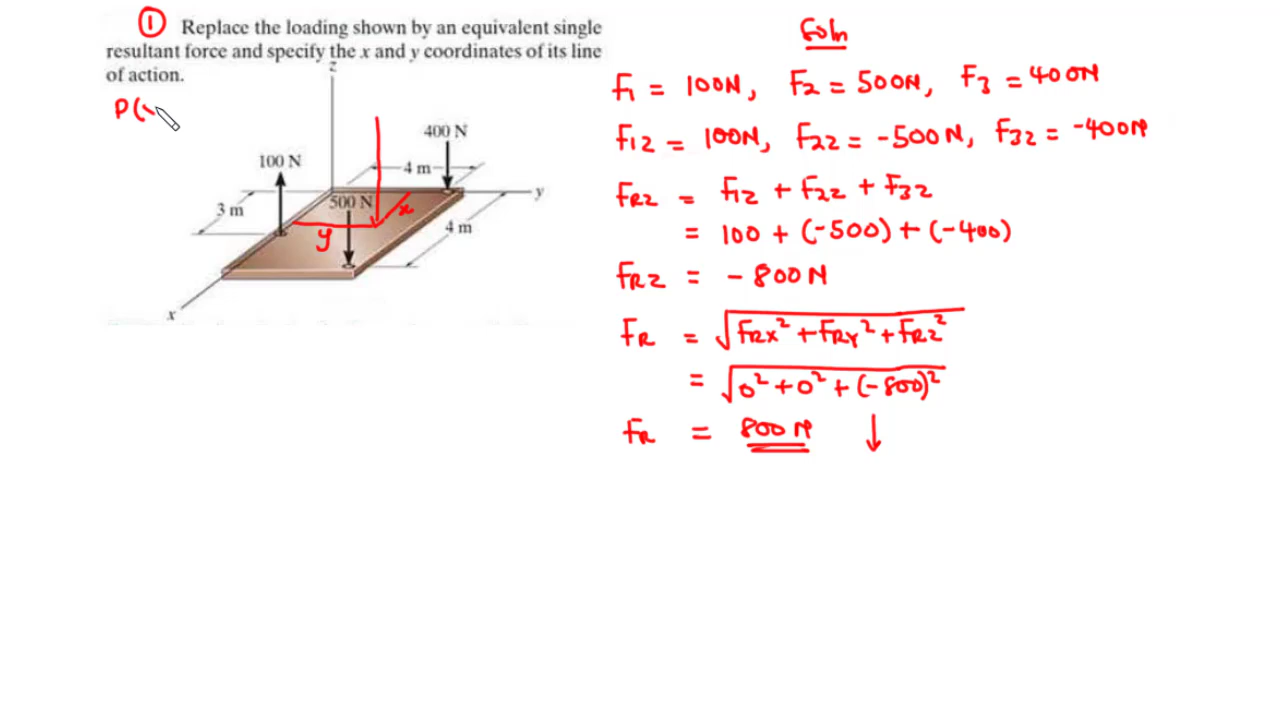 ① Replace the loading shown by an equivalent single
resultant force and specify the x and y coordinates of its line
of action.
P(
z
400 N
100 N
4 m
y
500 N
3 m
x
y
4 m
x
Soln
F1 = 100N, F2 = 500N, F3 = 400N
F1z = 100N, F2z = -500N, F3z = -400N
FRz = F1z + F2z + F3z
= 100 + (-500) + (-400)
FRz = - 800N
FR = √FRx² + FRy² + FRz²
= √0² + 0² + (-800)²
FR = 800N ↓